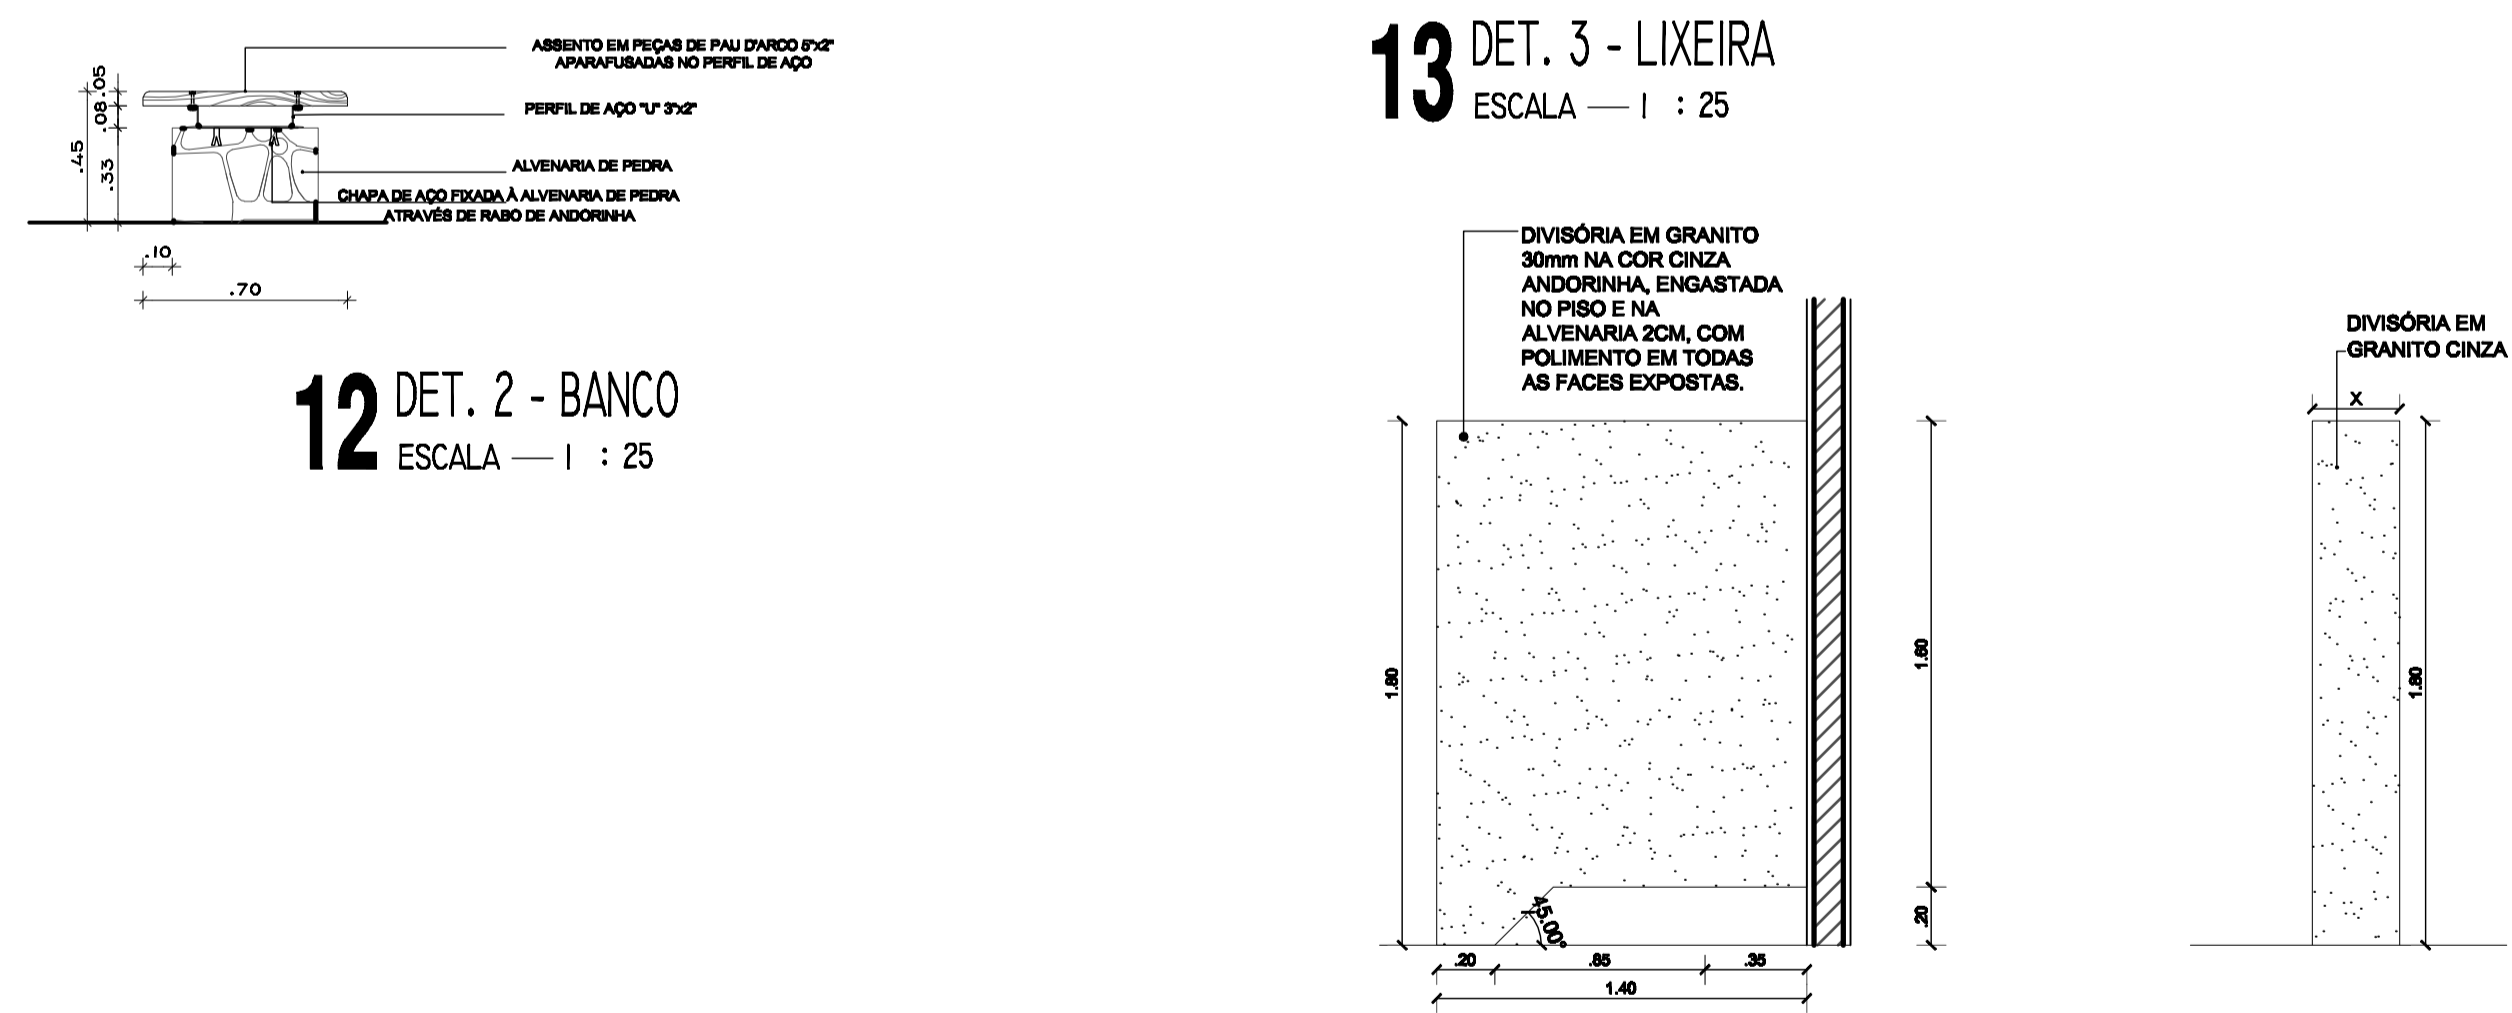 ASSENTO EM PEÇAS DE PAU D'ARCO 5"x2"
APARAFUSADAS NO PERFIL DE AÇO
PERFIL DE AÇO "U" 3"x2"
ALVENARIA DE PEDRA
CHAPA DE AÇO FIXADA À ALVENARIA DE PEDRA
ATRAVÉS DE RABO DE ANDORINHA
.05
.08
.45
.33
.10
.70
12 DET. 2 - BANCO
ESCALA — 1 : 25
13 DET. 3 - LIXEIRA
ESCALA — 1 : 25
DIVISÓRIA EM GRANITO
30mm NA COR CINZA
ANDORINHA, ENGASTADA
NO PISO E NA
ALVENARIA 2CM, COM
POLIMENTO EM TODAS
AS FACES EXPOSTAS.
1.80
1.60
.20
45.00°
.20
.85
.35
1.40
DIVISÓRIA EM
GRANITO CINZA
X
1.80